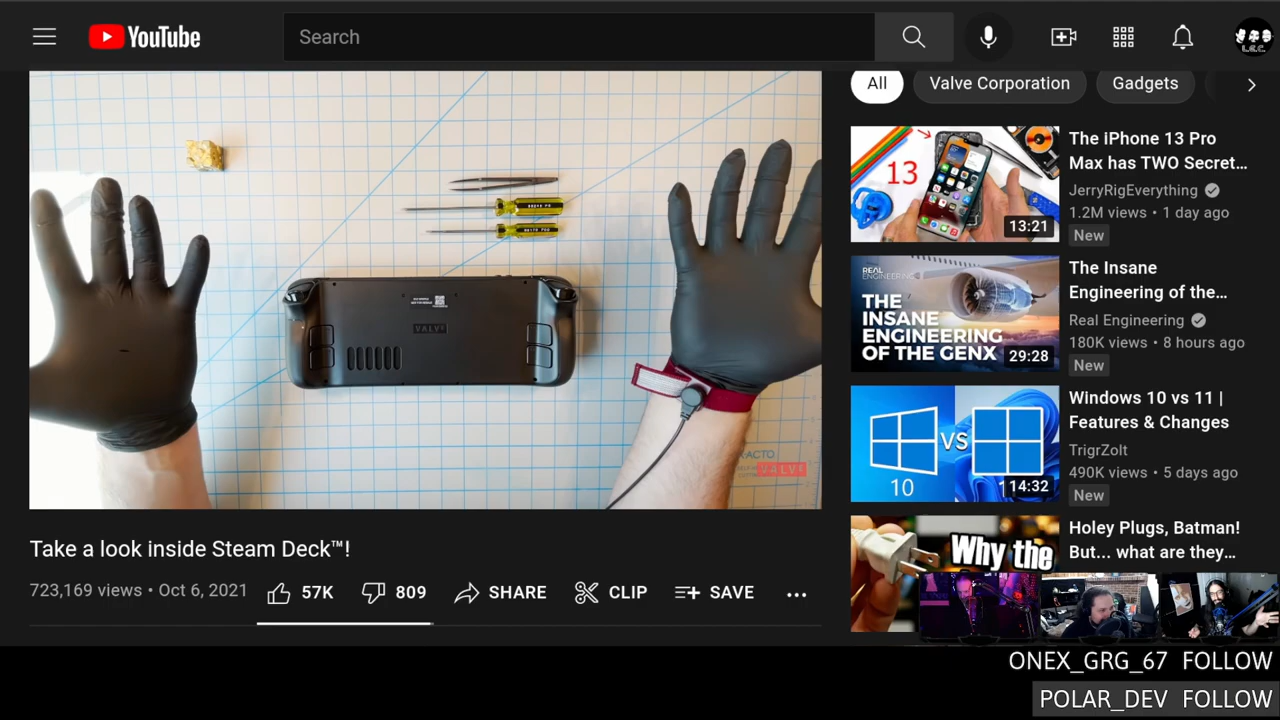 YouTube
Search
L.G.C.
All
Valve Corporation
Gadgets
VALVE
VALVE
13
13:21
The iPhone 13 Pro
Max has TWO Secret...
JerryRigEverything
1.2M views • 1 day ago
New
REAL
ENGINEERING
THE
INSANE
ENGINEERING
OF THE GENX
29:28
The Insane
Engineering of the...
Real Engineering
180K views • 8 hours ago
New
VS
10
14:32
Windows 10 vs 11 |
Features & Changes
TrigrZolt
490K views • 5 days ago
New
Why the
Holey Plugs, Batman!
But... what are they...
Take a look inside Steam Deck™!
723,169 views • Oct 6, 2021
57K
809
SHARE
CLIP
SAVE
ONEX_GRG_67 FOLLOW
POLAR_DEV FOLLOW